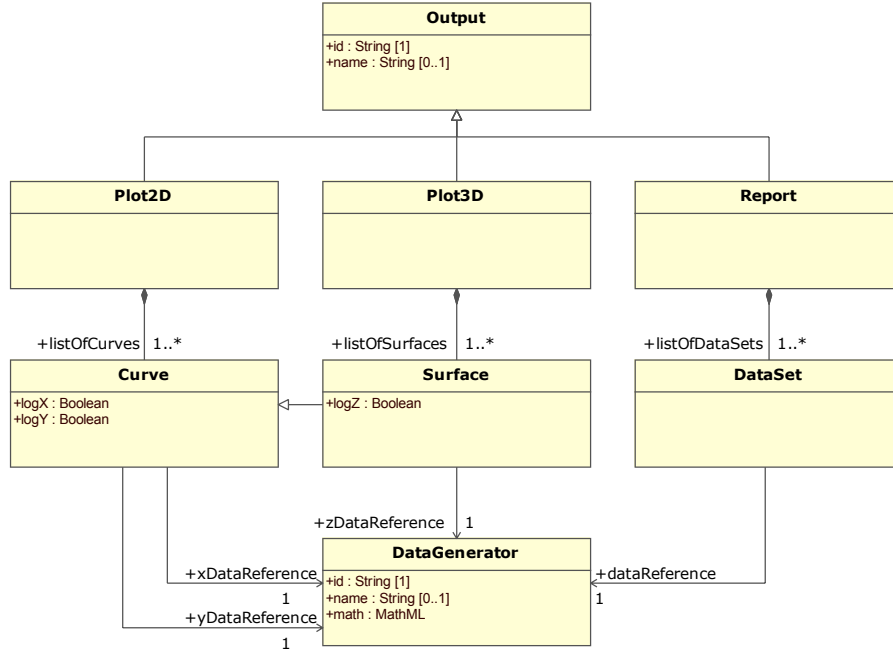 Output
+id : String [1]
+name : String [0..1]
Plot2D
Plot3D
Report
+listOfCurves 1..*
+listOfSurfaces 1..*
+listOfDataSets 1..*
Curve
+logX : Boolean
+logY : Boolean
Surface
+logZ : Boolean
DataSet
+zDataReference 1
DataGenerator
+id : String [1]
+name : String [0..1]
+math : MathML
+xDataReference
1
+yDataReference
1
+dataReference
1